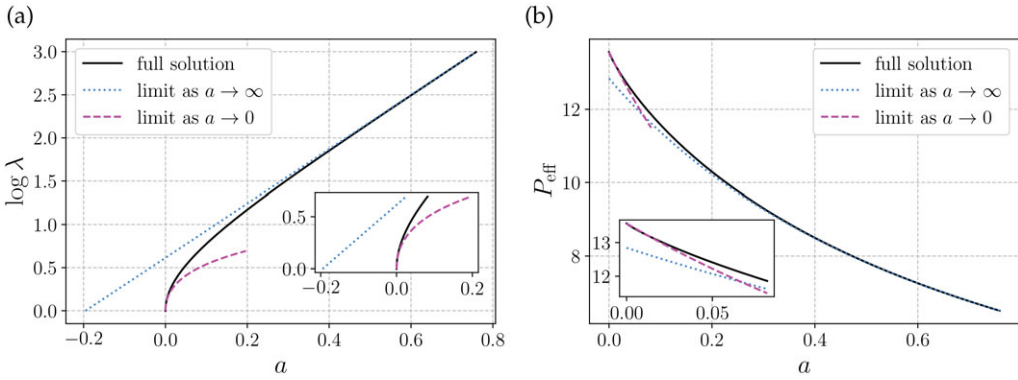 (a)
3.0
2.5
2.0
1.5
1.0
0.5
0.0
log λ
full solution
limit as a → ∞
limit as a → 0
0.5
0.0
−0.2 0.0 0.2
−0.2 0.0 0.2 0.4 0.6 0.8
a
(b)
12
10
8
P_eff
full solution
limit as a → ∞
limit as a → 0
13
12
0.00 0.05
0.0 0.2 0.4 0.6
a